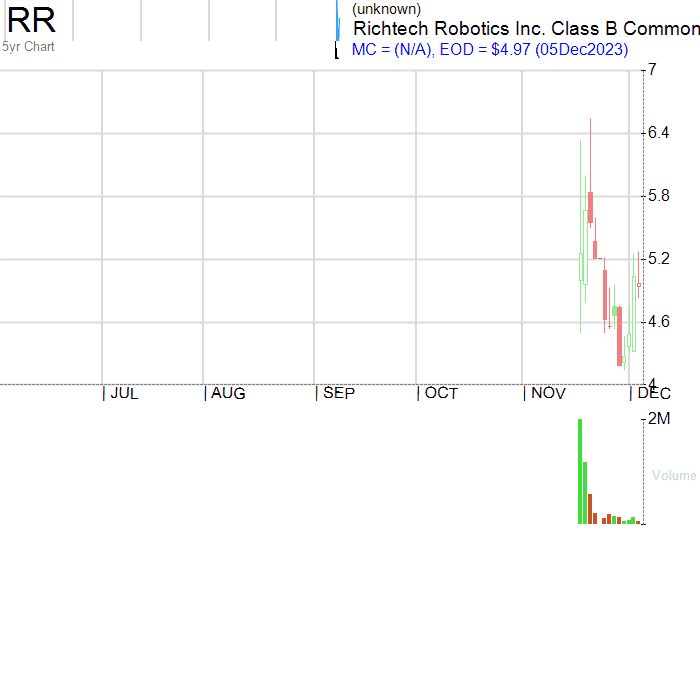 RR
5yr Chart
(unknown)
Richtech Robotics Inc. Class B Common
MC = (N/A), EOD = $4.97 (05Dec2023)
7
6.4
5.8
5.2
4.6
4
JUL
AUG
SEP
OCT
NOV
DEC
2M
Volume